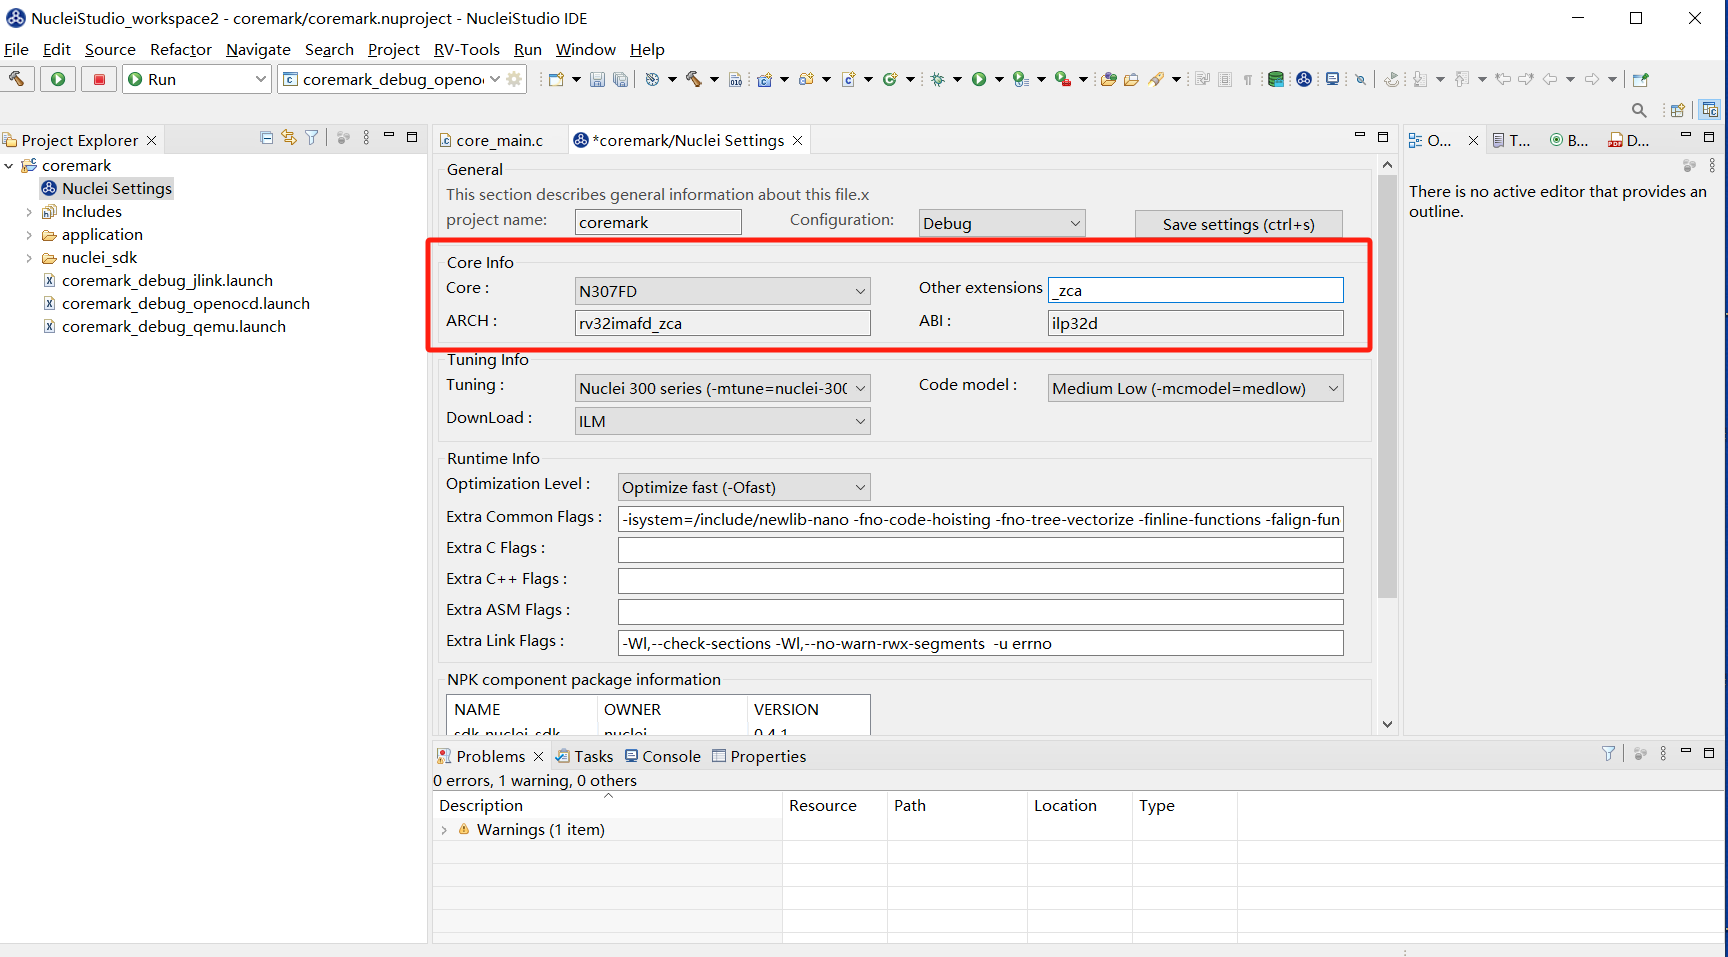 NucleiStudio_workspace2 - coremark/coremark.nuproject - NucleiStudio IDE
File Edit Source Refactor Navigate Search Project RV-Tools Run Window Help
Run coremark_debug_openoc
Project Explorer
coremark
Nuclei Settings
Includes
application
nuclei_sdk
coremark_debug_jlink.launch
coremark_debug_openocd.launch
coremark_debug_qemu.launch
core_main.c *coremark/Nuclei Settings
General
This section describes general information about this file.x
project name: coremark Configuration: Debug Save settings (ctrl+s)
Core Info
Core : N307FD Other extensions _zca
ARCH : rv32imafd_zca ABI : ilp32d
Tuning Info
Tuning : Nuclei 300 series (-mtune=nuclei-300 Code model : Medium Low (-mcmodel=medlow)
DownLoad : ILM
Runtime Info
Optimization Level : Optimize fast (-Ofast)
Extra Common Flags : -isystem=/include/newlib-nano -fno-code-hoisting -fno-tree-vectorize -finline-functions -falign-fun
Extra C Flags :
Extra C++ Flags :
Extra ASM Flags :
Extra Link Flags : -Wl,--check-sections -Wl,--no-warn-rwx-segments -u errno
NPK component package information
NAME OWNER VERSION
sdk-nuclei_sdk nuclei 0.4.1
O... T... B... D...
There is no active editor that provides an
outline.
Problems Tasks Console Properties
0 errors, 1 warning, 0 others
Description Resource Path Location Type
Warnings (1 item)